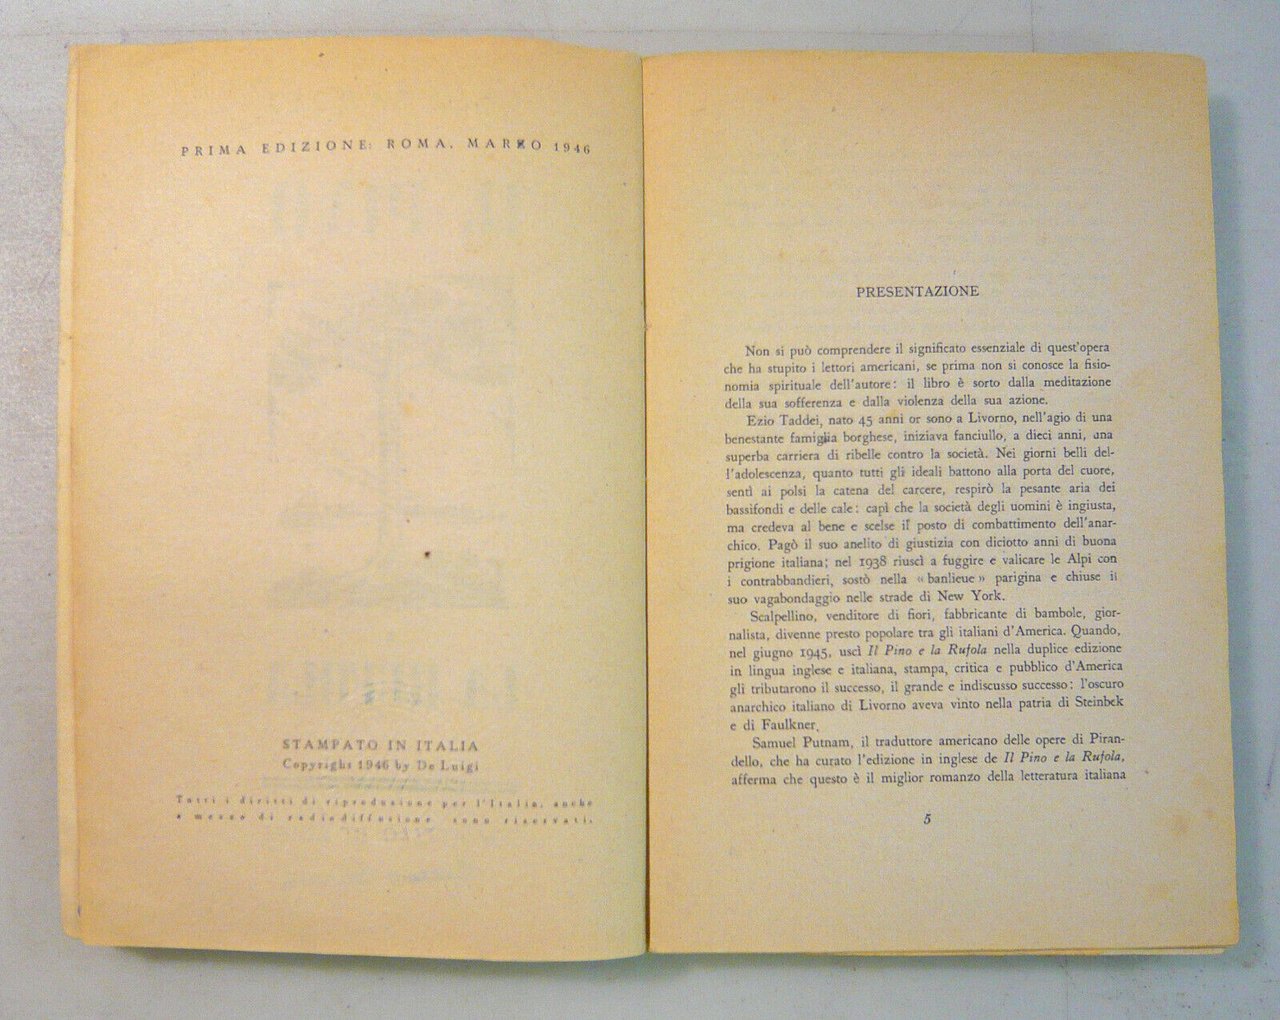 PRIMA EDIZIONE: ROMA, MARZO 1946
STAMPATO IN ITALIA
Copyright 1946 by De Luigi
Tutti i diritti di riproduzione per l'Italia, anche
a mezzo di radiodiffusione sono riservati.
PRESENTAZIONE
Non si può comprendere il significato essenziale di quest'opera
che ha stupito i lettori americani, se prima non si conosce la fisio-
nomia spirituale dell'autore: il libro è sorto dalla meditazione
della sua sofferenza e dalla violenza della sua azione.
Ezio Taddei, nato 45 anni or sono a Livorno, nell'agio di una
benestante famiglia borghese, iniziava fanciullo, a dieci anni, una
superba carriera di ribelle contro la società. Nei giorni belli del-
l'adolescenza, quanto tutti gli ideali battono alla porta del cuore,
sentì ai polsi la catena del carcere, respirò la pesante aria dei
bassifondi e delle cale: capì che la società degli uomini è ingiusta,
ma credeva al bene e scelse il posto di combattimento dell'anar-
chico. Pagò il suo anelito di giustizia con diciotto anni di buona
prigione italiana; nel 1938 riuscì a fuggire e valicare le Alpi con
i contrabbandieri, sostò nella « banlieue » parigina e chiuse il
suo vagabondaggio nelle strade di New York.
Scalpellino, venditore di fiori, fabbricante di bambole, gior-
nalista, divenne presto popolare tra gli italiani d'America. Quando,
nel giugno 1945, uscì Il Pino e la Rufola nella duplice edizione
in lingua inglese e italiana, stampa, critica e pubblico d'America
gli tributarono il successo, il grande e indiscusso successo: l'oscuro
anarchico italiano di Livorno aveva vinto nella patria di Steinbek
e di Faulkner.
Samuel Putnam, il traduttore americano delle opere di Piran-
dello, che ha curato l'edizione in inglese de Il Pino e la Rufola,
afferma che questo è il miglior romanzo della letteratura italiana
5